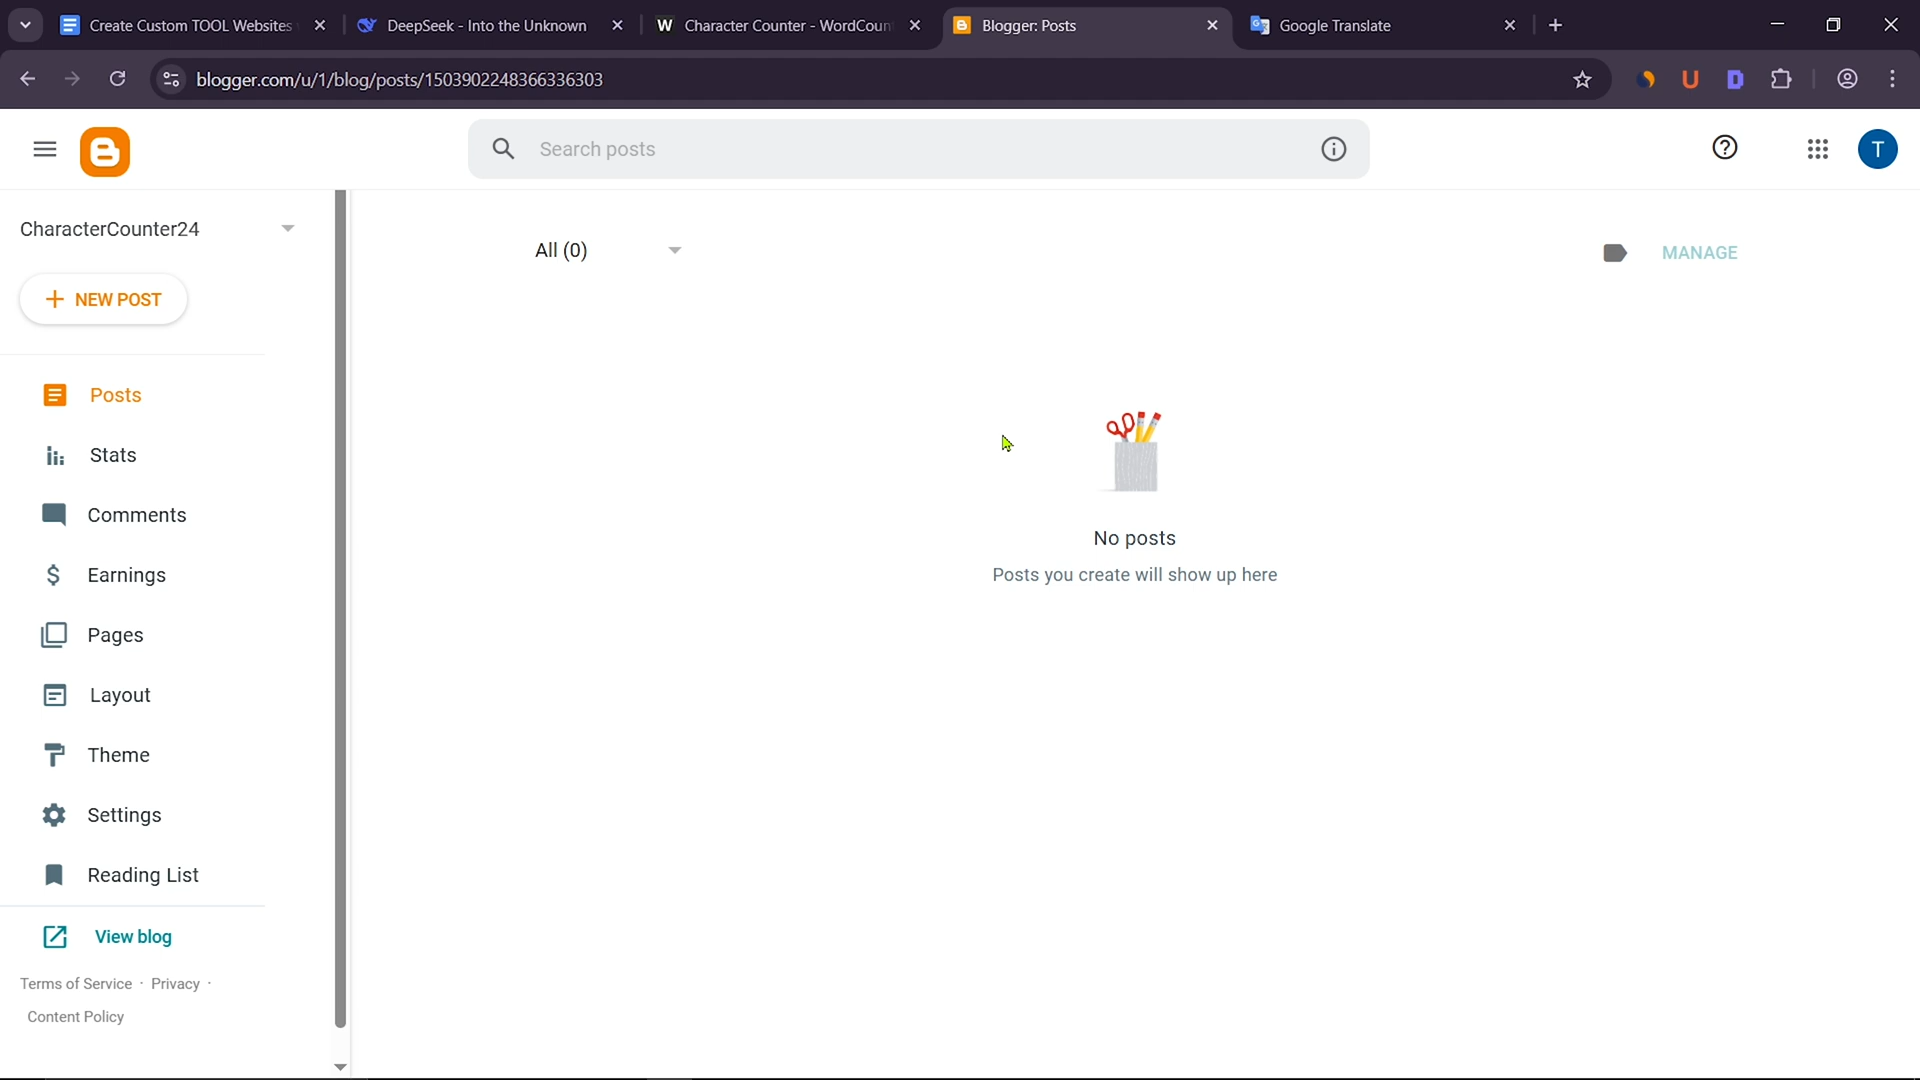 Create Custom TOOL Websites
DeepSeek - Into the Unknown
W Character Counter - WordCoun
Blogger: Posts
Google Translate
blogger.com/u/1/blog/posts/1503902248366336303
Search posts
T
CharacterCounter24
All (0)
MANAGE
NEW POST
Posts
Stats
Comments
Earnings
Pages
Layout
Theme
Settings
Reading List
View blog
Terms of Service · Privacy ·
Content Policy
No posts
Posts you create will show up here